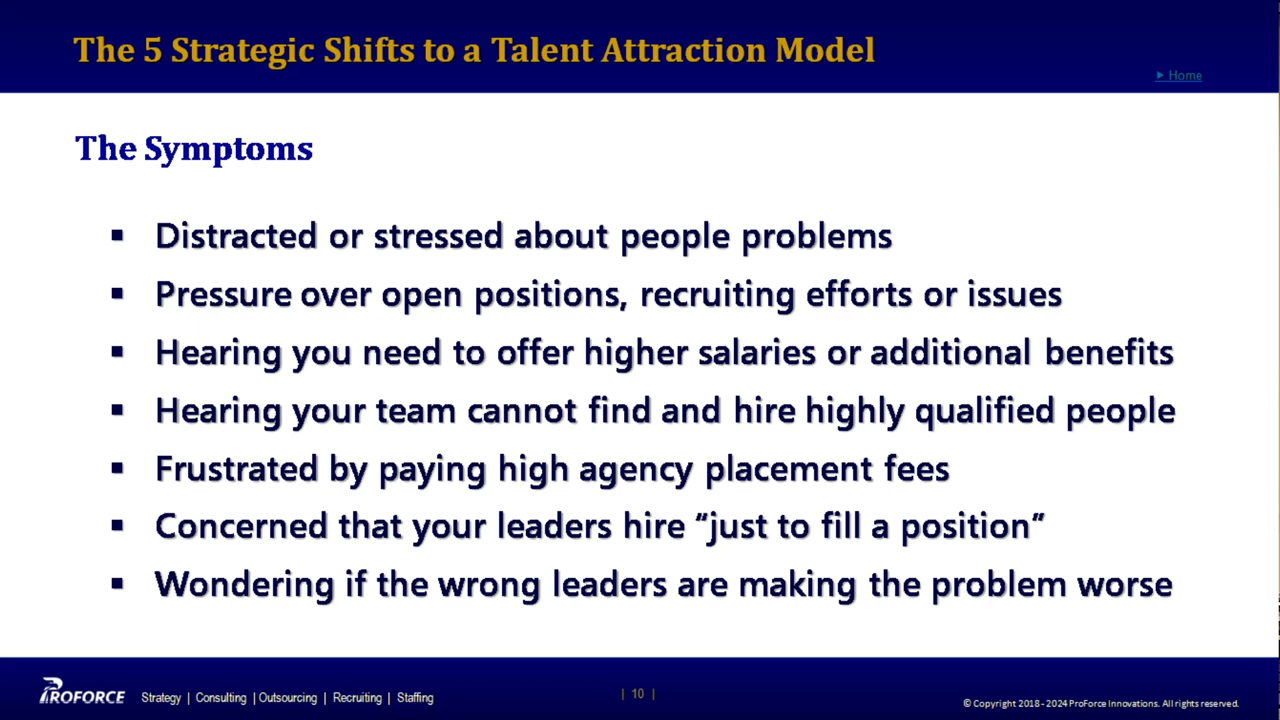 The 5 Strategic Shifts to a Talent Attraction Model
► Home
The Symptoms
▪ Distracted or stressed about people problems
▪ Pressure over open positions, recruiting efforts or issues
▪ Hearing you need to offer higher salaries or additional benefits
▪ Hearing your team cannot find and hire highly qualified people
▪ Frustrated by paying high agency placement fees
▪ Concerned that your leaders hire “just to fill a position”
▪ Wondering if the wrong leaders are making the problem worse
PROFORCE Strategy | Consulting | Outsourcing | Recruiting | Staffing
| 10 |
© Copyright 2018 - 2024 ProForce Innovations. All rights reserved.